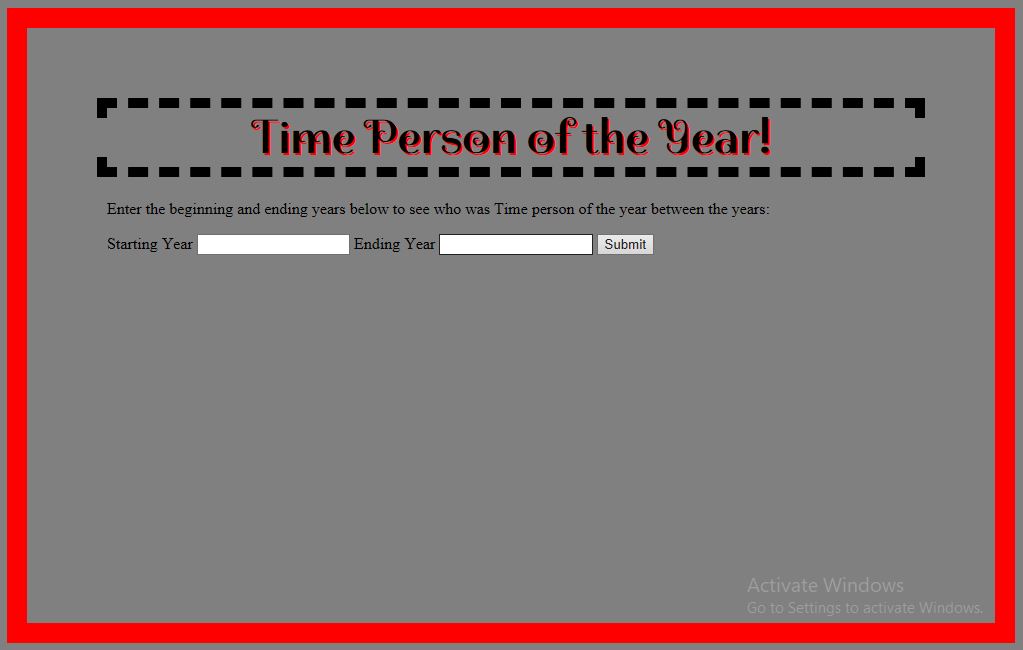 Time Person of the Year!
Enter the beginning and ending years below to see who was Time person of the year between the years:
Starting Year Ending Year Submit
Activate Windows
Go to Settings to activate Windows.